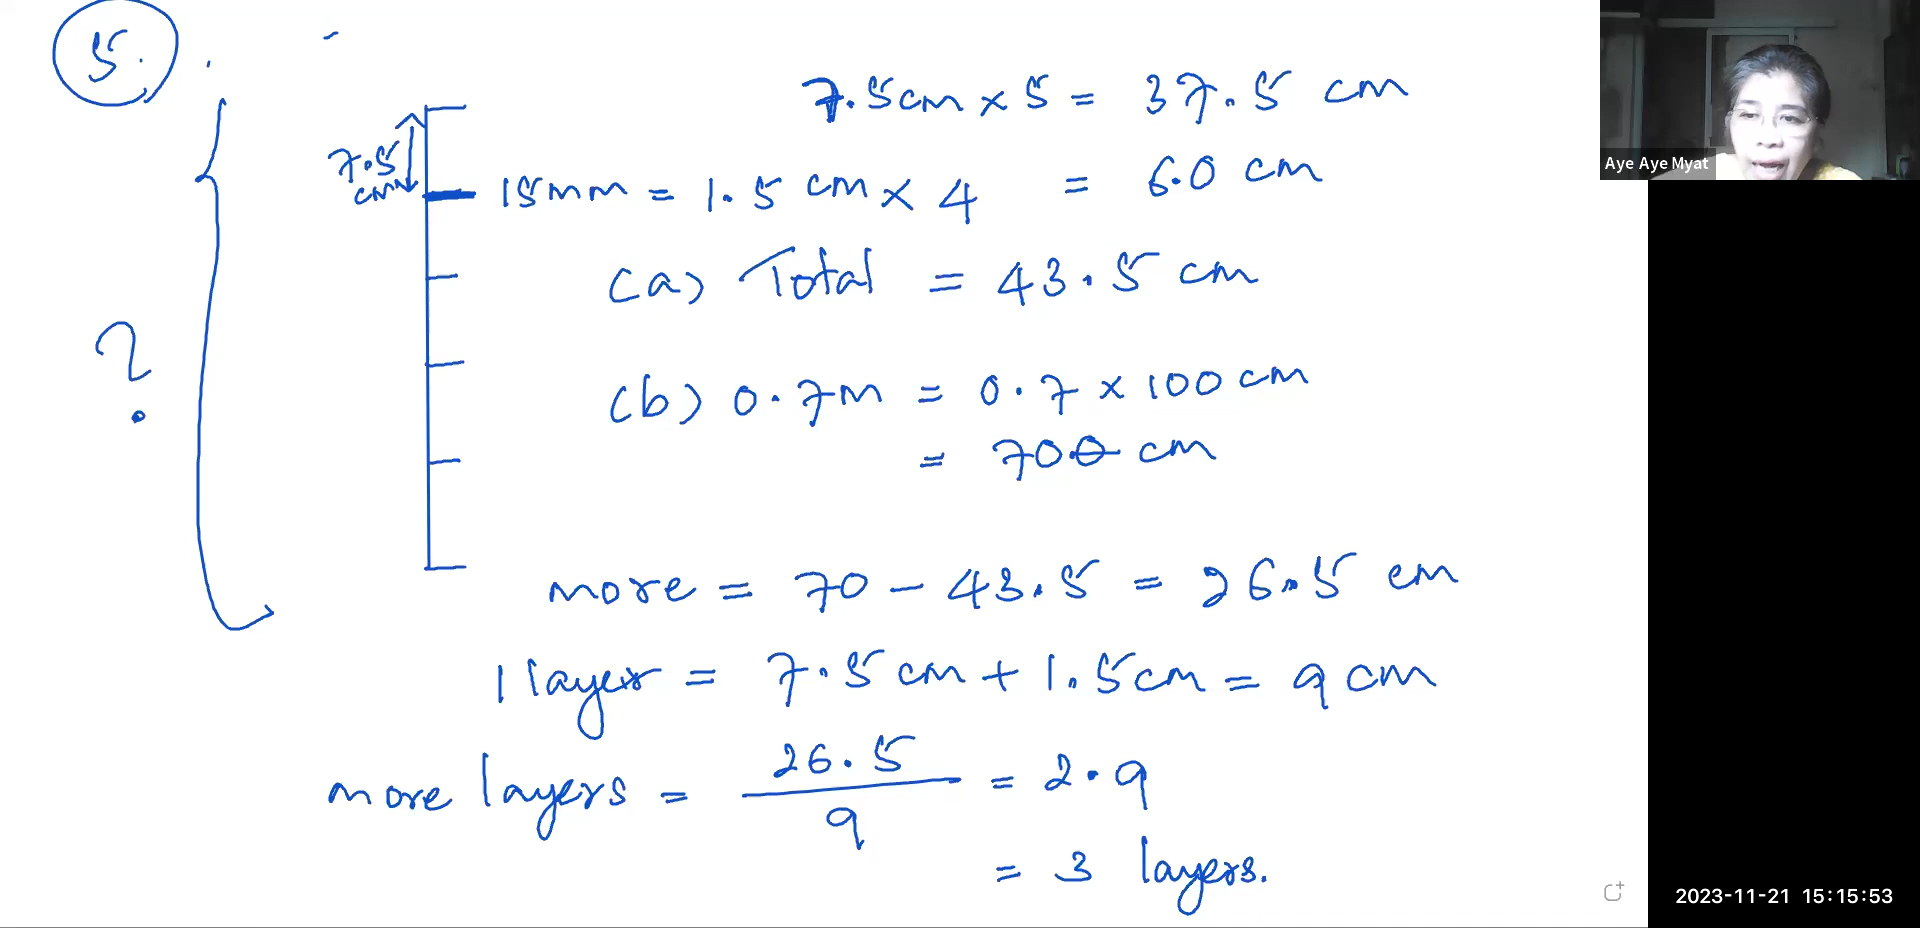 5.
7.5cm × 5 = 37.5 cm
7.5 cm
15mm = 1.5 cm × 4 = 6.0 cm
(a) Total = 43.5 cm
?
(b) 0.7m = 0.7 × 100 cm
= 700 cm
more = 70 - 43.5 = 26.5 cm
1 layer = 7.5 cm + 1.5 cm = 9 cm
more layers = 26.5 / 9 = 2.9
= 3 layers.
Aye Aye Myat
2023-11-21 15:15:53